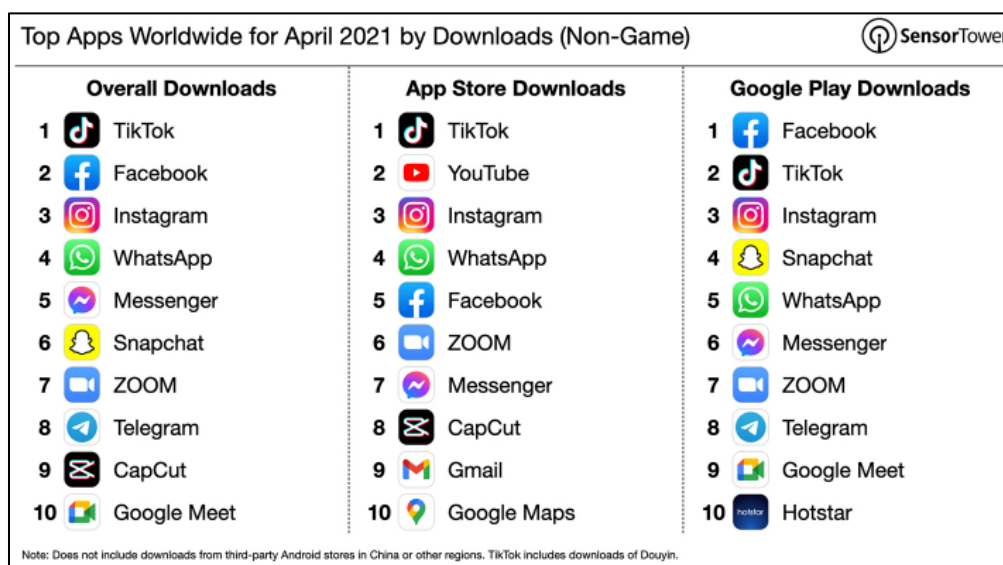 Top Apps Worldwide for April 2021 by Downloads (Non-Game)
SensorTower
Overall Downloads
1 TikTok
2 Facebook
3 Instagram
4 WhatsApp
5 Messenger
6 Snapchat
7 ZOOM
8 Telegram
9 CapCut
10 Google Meet
App Store Downloads
1 TikTok
2 YouTube
3 Instagram
4 WhatsApp
5 Facebook
6 ZOOM
7 Messenger
8 CapCut
9 Gmail
10 Google Maps
Google Play Downloads
1 Facebook
2 TikTok
3 Instagram
4 Snapchat
5 WhatsApp
6 Messenger
7 ZOOM
8 Telegram
9 Google Meet
10 hotstar Hotstar
Note: Does not include downloads from third-party Android stores in China or other regions. TikTok includes downloads of Douyin.